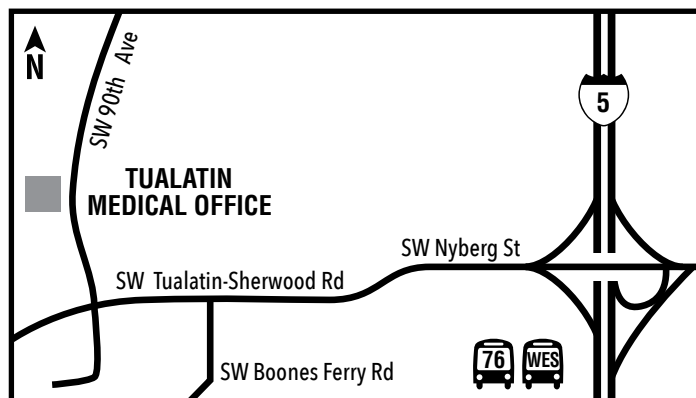 N
SW 90th Ave
5
TUALATIN
MEDICAL OFFICE
SW Nyberg St
SW Tualatin-Sherwood Rd
76
WES
SW Boones Ferry Rd